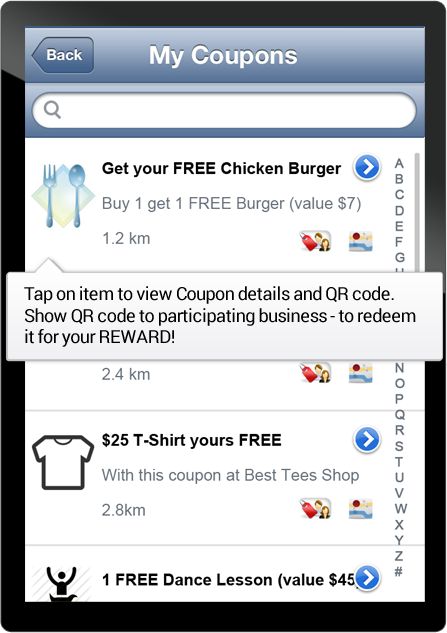 Back
My Coupons
Get your FREE Chicken Burger
Buy 1 get 1 FREE Burger (value $7)
1.2 km
A
B
C
D
E
F
G
Tap on item to view Coupon details and QR code.
Show QR code to participating business - to redeem
it for your REWARD!
2.4 km
N
O
P
Q
R
S
T
U
V
W
X
Y
Z
#
$25 T-Shirt yours FREE
With this coupon at Best Tees Shop
2.8km
1 FREE Dance Lesson (value $45